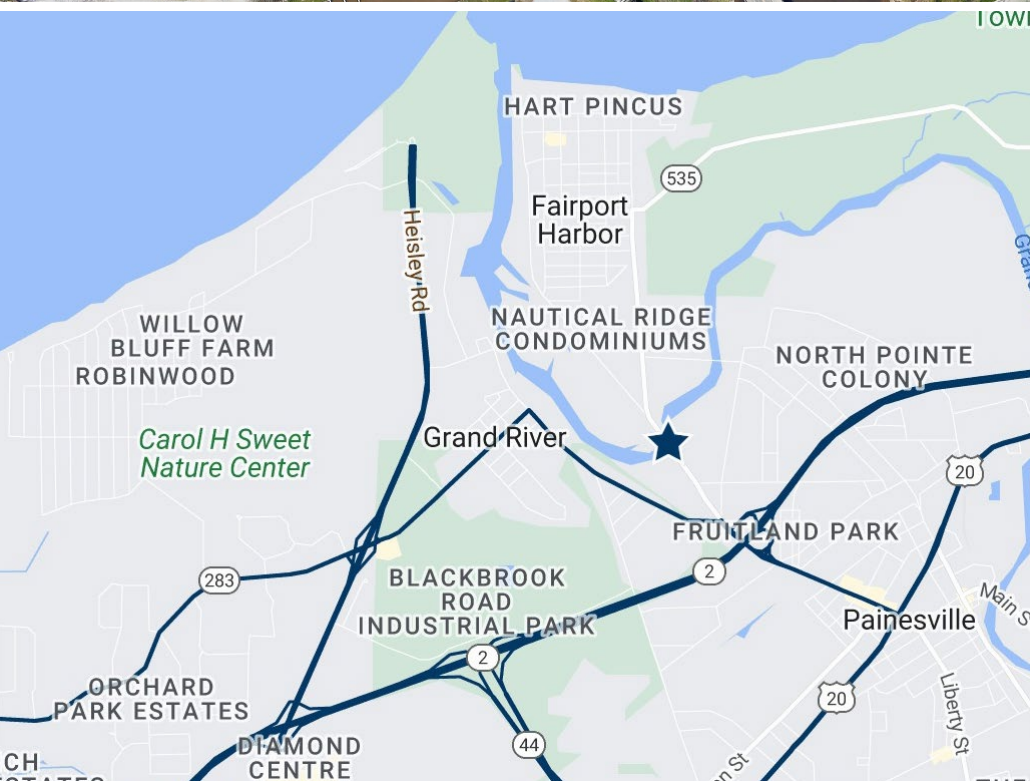 HART PINCUS
535
Fairport
Harbor
Heisley Rd
WILLOW
BLUFF FARM
ROBINWOOD
NAUTICAL RIDGE
CONDOMINIUMS
NORTH POINTE
COLONY
Carol H Sweet
Nature Center
Grand River
20
FRUITLAND PARK
2
283
BLACKBROOK
ROAD
INDUSTRIAL PARK
Main S
Painesville
2
ORCHARD
PARK ESTATES
20
Liberty St
44
DIAMOND
CENTRE